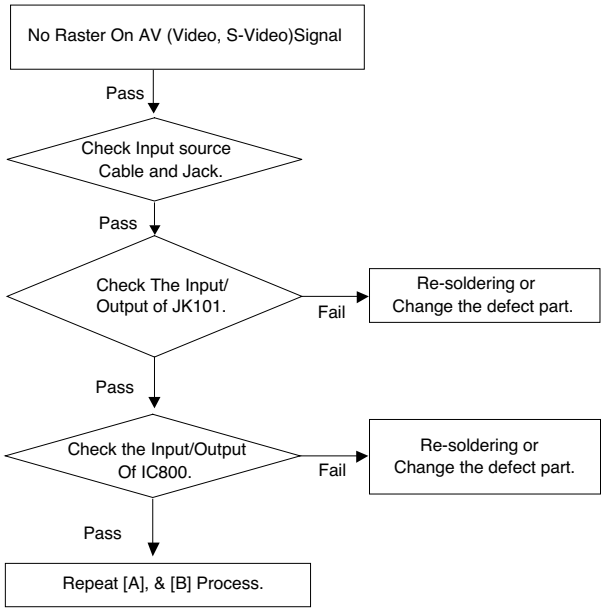 No Raster On AV (Video, S-Video)Signal
Pass
Check Input source
Cable and Jack.
Pass
Check The Input/
Output of JK101.
Fail
Re-soldering or
Change the defect part.
Pass
Check the Input/Output
Of IC800.
Fail
Re-soldering or
Change the defect part.
Pass
Repeat [A], & [B] Process.